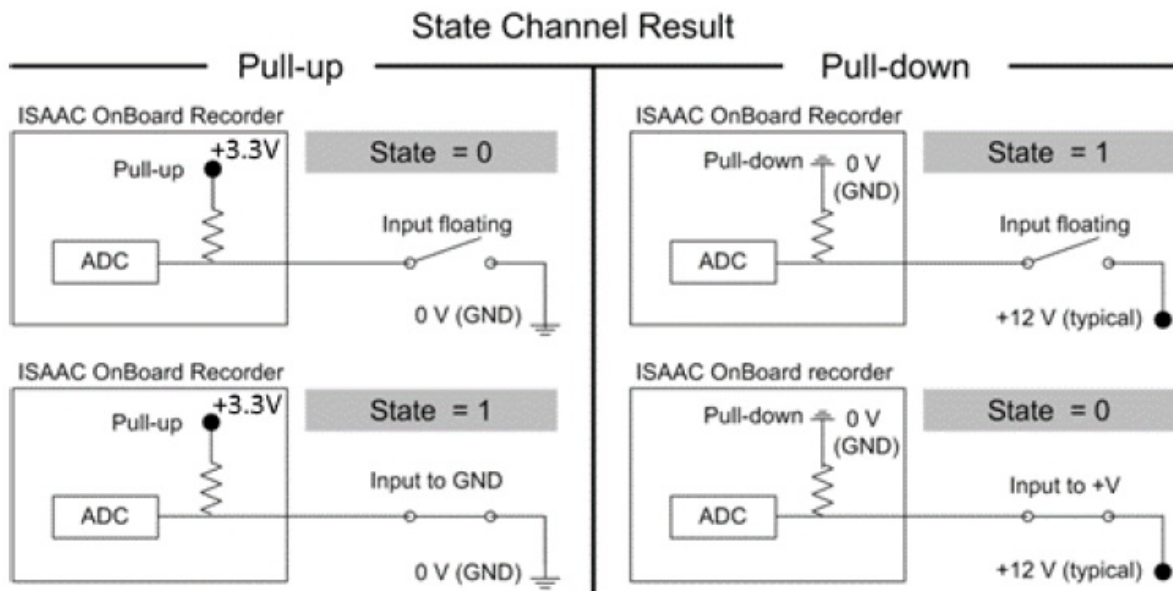 State Channel Result
Pull-up
ISAAC OnBoard Recorder
+3.3V
Pull-up
State = 0
Input floating
ADC
0 V (GND)
ISAAC OnBoard Recorder
+3.3V
Pull-up
State = 1
Input to GND
ADC
0 V (GND)
Pull-down
ISAAC OnBoard Recorder
Pull-down 0 V
(GND)
State = 1
Input floating
ADC
+12 V (typical)
ISAAC OnBoard recorder
Pull-down 0 V
(GND)
State = 0
Input to +V
ADC
+12 V (typical)